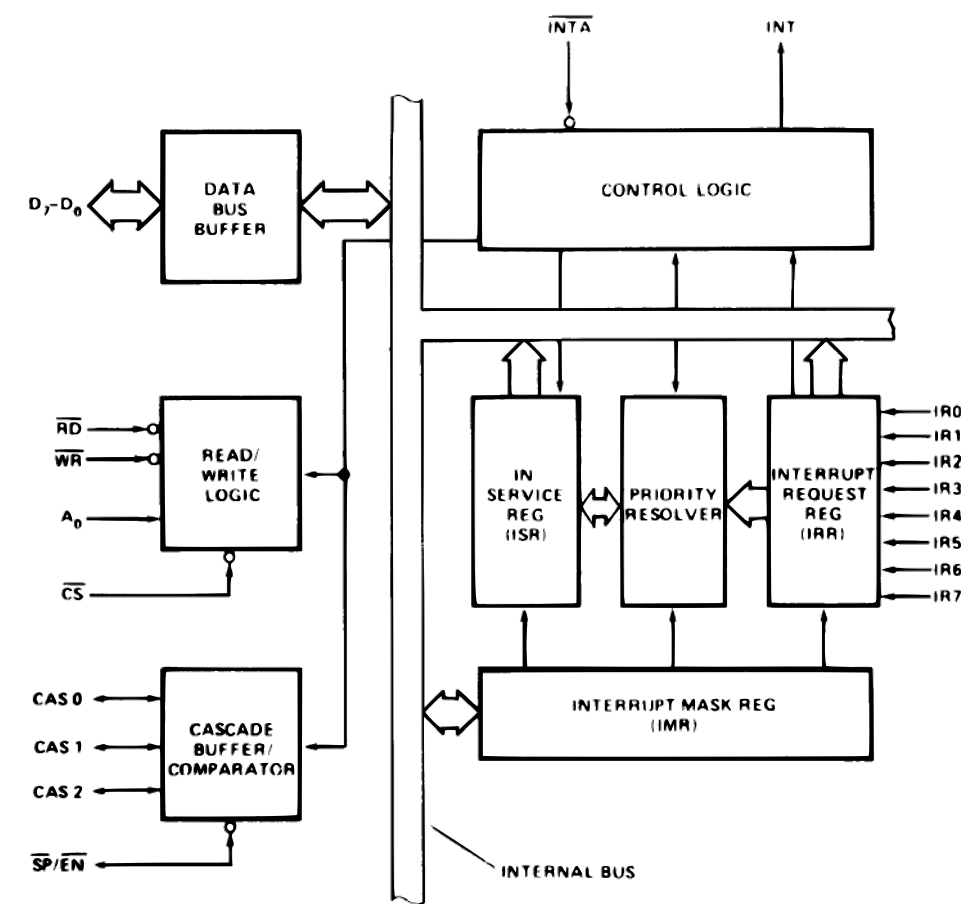 INTA
INT
DATA
BUS
BUFFER
D7-D0
CONTROL LOGIC
RD
WR
A0
CS
READ/
WRITE
LOGIC
IN
SERVICE
REG
(ISR)
PRIORITY
RESOLVER
INTERRUPT
REQUEST
REG
(IRR)
IR0
IR1
IR2
IR3
IR4
IR5
IR6
IR7
CAS 0
CAS 1
CAS 2
SP/EN
CASCADE
BUFFER/
COMPARATOR
INTERRUPT MASK REG
(IMR)
INTERNAL BUS